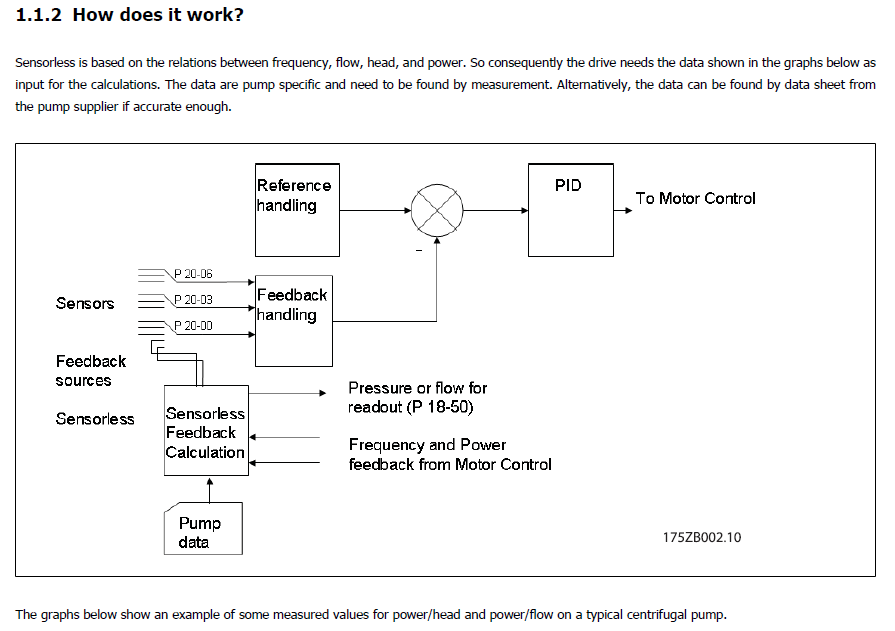 1.1.2 How does it work?
Sensorless is based on the relations between frequency, flow, head, and power. So consequently the drive needs the data shown in the graphs below as
input for the calculations. The data are pump specific and need to be found by measurement. Alternatively, the data can be found by data sheet from
the pump supplier if accurate enough.
Reference
handling
PID
To Motor Control
–
P 20-06
Sensors
P 20-03
P 20-00
Feedback
handling
Feedback
sources
Sensorless
Sensorless
Feedback
Calculation
Pressure or flow for
readout (P 18-50)
Frequency and Power
feedback from Motor Control
Pump
data
175ZB002.10
The graphs below show an example of some measured values for power/head and power/flow on a typical centrifugal pump.